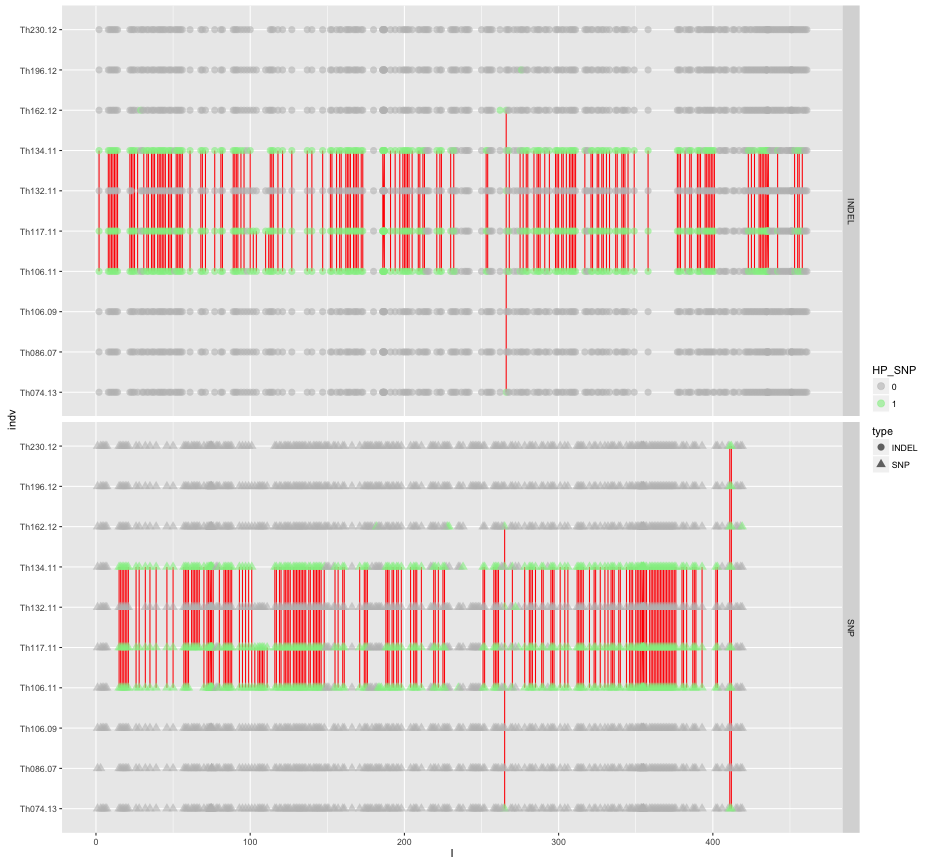 Th230.12
Th196.12
Th162.12
Th134.11
Th132.11
Th117.11
Th106.11
Th106.09
Th086.07
Th074.13
INDEL
indv
Th230.12
Th196.12
Th162.12
Th134.11
Th132.11
Th117.11
Th106.11
Th106.09
Th086.07
Th074.13
SNP
0 100 200 300 400
I
HP_SNP
0
1
type
INDEL
SNP